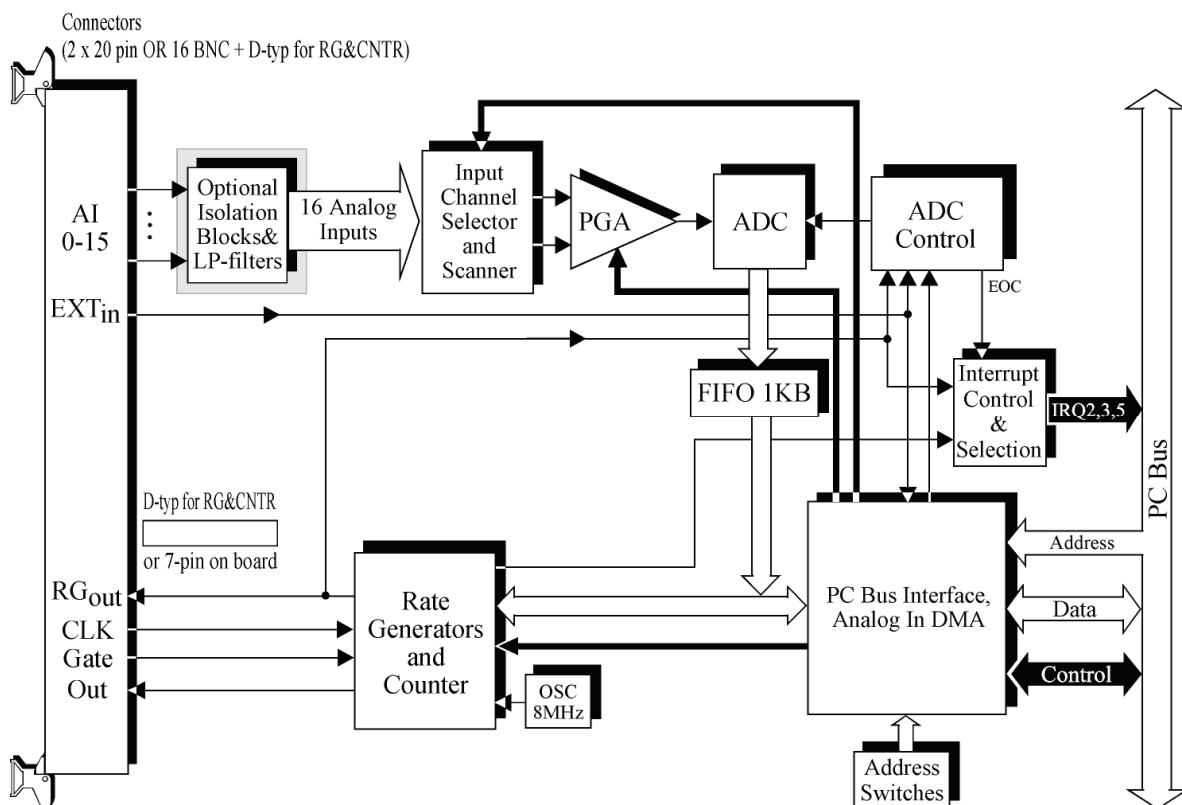 Connectors
(2 x 20 pin OR 16 BNC + D-typ for RG&CNTR)
AI
0-15
EXTin
Optional
Isolation
Blocks&
LP-filters
16 Analog
Inputs
Input
Channel
Selector
and
Scanner
PGA
ADC
ADC
Control
EOC
FIFO 1KB
Interrupt
Control
&
Selection
IRQ2,3,5
PC Bus
D-typ for RG&CNTR
or 7-pin on board
RGout
CLK
Gate
Out
Rate
Generators
and
Counter
OSC
8MHz
PC Bus Interface,
Analog In DMA
Address
Data
Control
Address
Switches